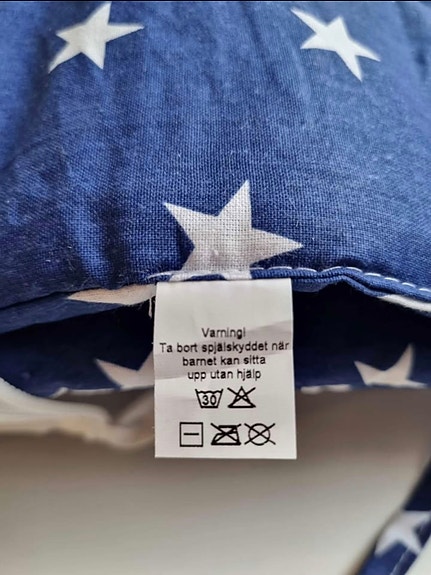 Varning!
Ta bort spjälskyddet när
barnet kan sitta
upp utan hjälp
30